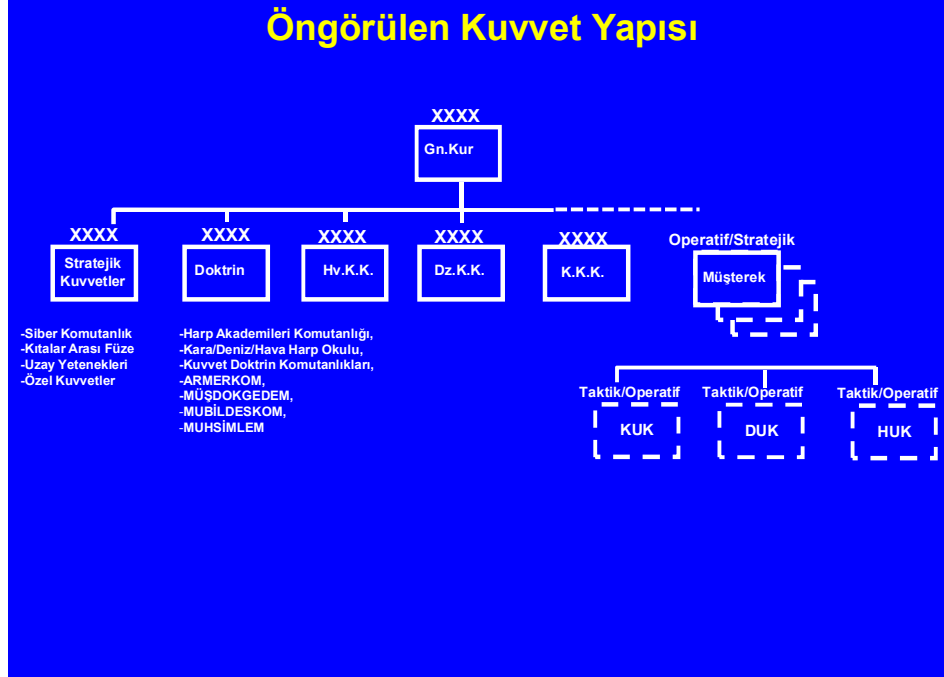 Öngörülen Kuvvet Yapısı
XXXX
Gn.Kur
XXXX
Stratejik
Kuvvetler
XXXX
Doktrin
XXXX
Hv.K.K.
XXXX
Dz.K.K.
XXXX
K.K.K.
Operatif/Stratejik
Müşterek
-Siber Komutanlık
-Kıtalar Arası Füze
-Uzay Yetenekleri
-Özel Kuvvetler
-Harp Akademileri Komutanlığı,
-Kara/Deniz/Hava Harp Okulu,
-Kuvvet Doktrin Komutanlıkları,
-ARMERKOM,
-MÜŞDOKGEDEM,
-MUBİLDESKOM,
-MUHSİMLEM
Taktik/Operatif
KUK
Taktik/Operatif
DUK
Taktik/Operatif
HUK